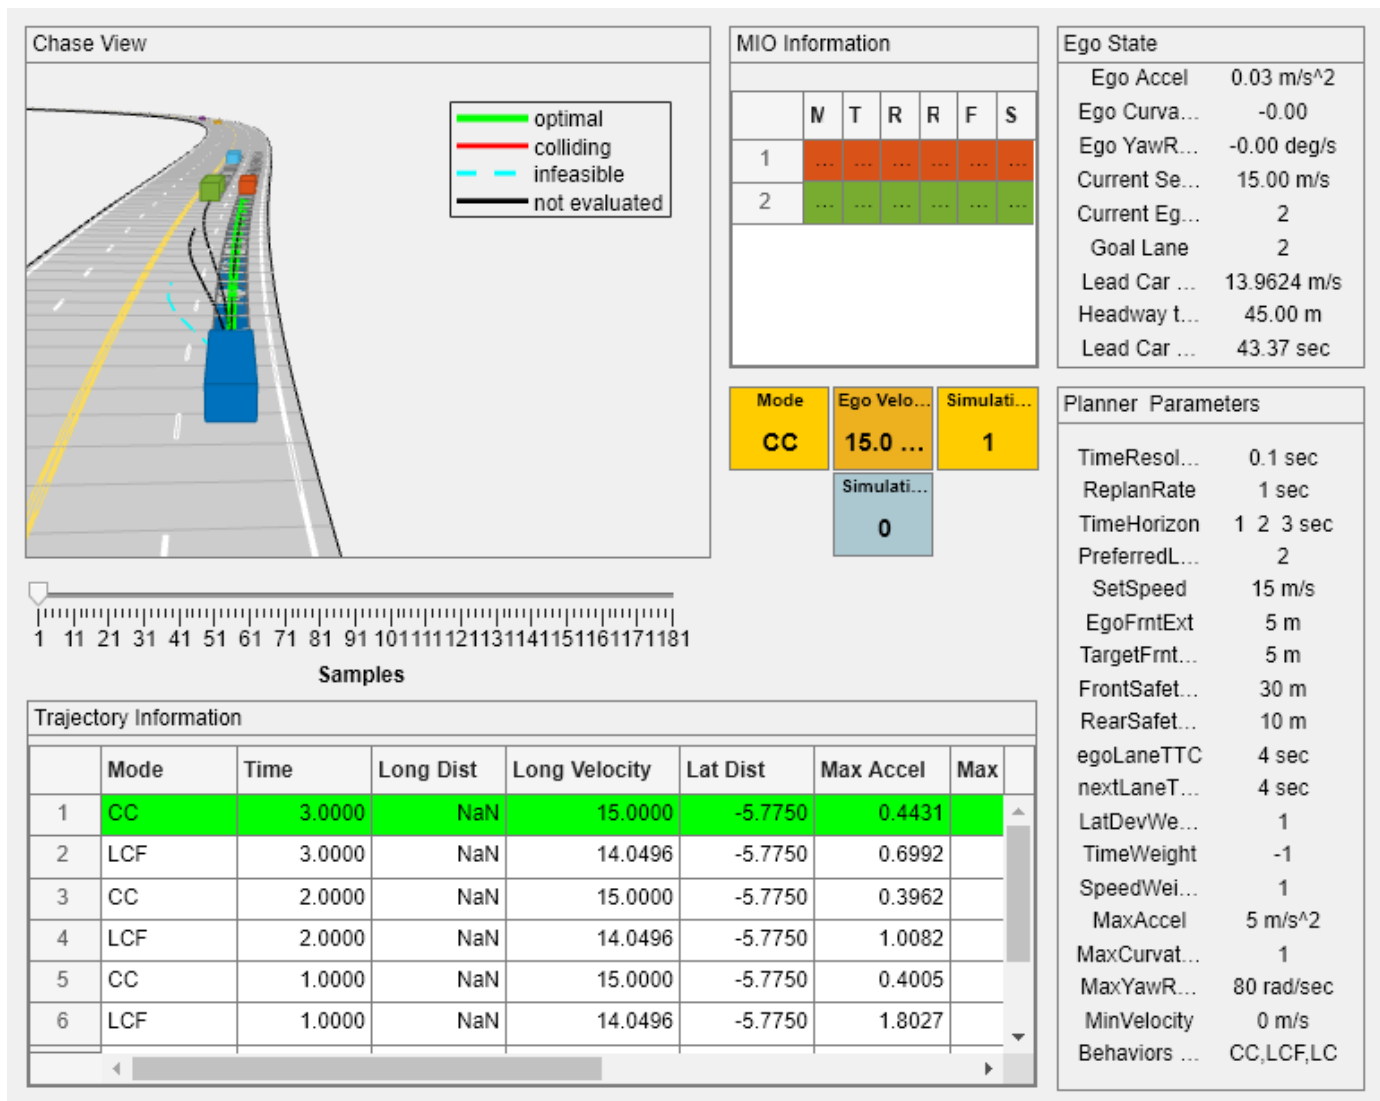 Chase View
optimal
colliding
infeasible
not evaluated
MIO Information
M T R R F S
1 ... ... ... ... ... ...
2 ... ... ... ... ... ...
Ego State
Ego Accel 0.03 m/s^2
Ego Curva... -0.00
Ego YawR... -0.00 deg/s
Current Se... 15.00 m/s
Current Eg... 2
Goal Lane 2
Lead Car ... 13.9624 m/s
Headway t... 45.00 m
Lead Car ... 43.37 sec
Mode
CC
Ego Velo...
15.0 ...
Simulati...
1
Simulati...
0
Planner Parameters
TimeResol... 0.1 sec
ReplanRate 1 sec
TimeHorizon 1 2 3 sec
PreferredL... 2
SetSpeed 15 m/s
EgoFrntExt 5 m
TargetFrnt... 5 m
FrontSafet... 30 m
RearSafet... 10 m
egoLaneTTC 4 sec
nextLaneT... 4 sec
LatDevWe... 1
TimeWeight -1
SpeedWei... 1
MaxAccel 5 m/s^2
MaxCurvat... 1
MaxYawR... 80 rad/sec
MinVelocity 0 m/s
Behaviors ... CC,LCF,LC
1 11 21 31 41 51 61 71 81 91 101 111 121 131 141 151 161 171 181
Samples
Trajectory Information
Mode Time Long Dist Long Velocity Lat Dist Max Accel Max
1 CC 3.0000 NaN 15.0000 -5.7750 0.4431
2 LCF 3.0000 NaN 14.0496 -5.7750 0.6992
3 CC 2.0000 NaN 15.0000 -5.7750 0.3962
4 LCF 2.0000 NaN 14.0496 -5.7750 1.0082
5 CC 1.0000 NaN 15.0000 -5.7750 0.4005
6 LCF 1.0000 NaN 14.0496 -5.7750 1.8027